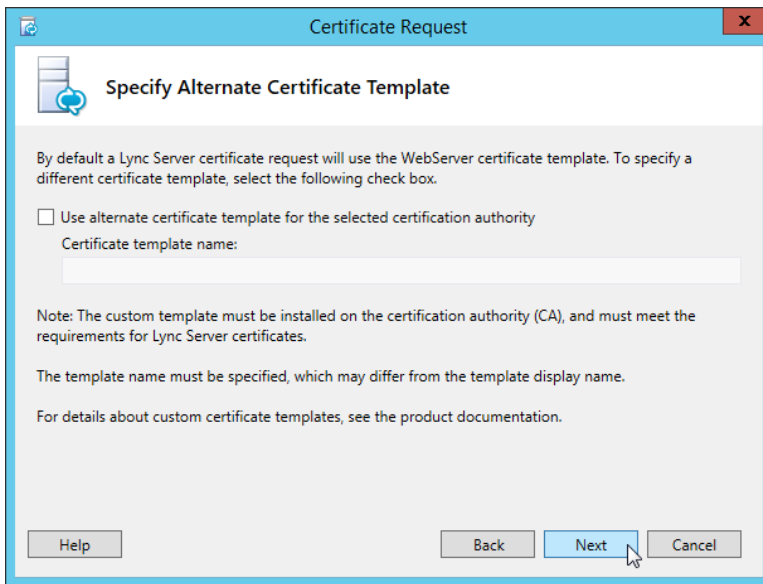 Certificate Request
x
Specify Alternate Certificate Template
By default a Lync Server certificate request will use the WebServer certificate template. To specify a
different certificate template, select the following check box.
Use alternate certificate template for the selected certification authority
Certificate template name:
Note: The custom template must be installed on the certification authority (CA), and must meet the
requirements for Lync Server certificates.
The template name must be specified, which may differ from the template display name.
For details about custom certificate templates, see the product documentation.
Help
Back
Next
Cancel